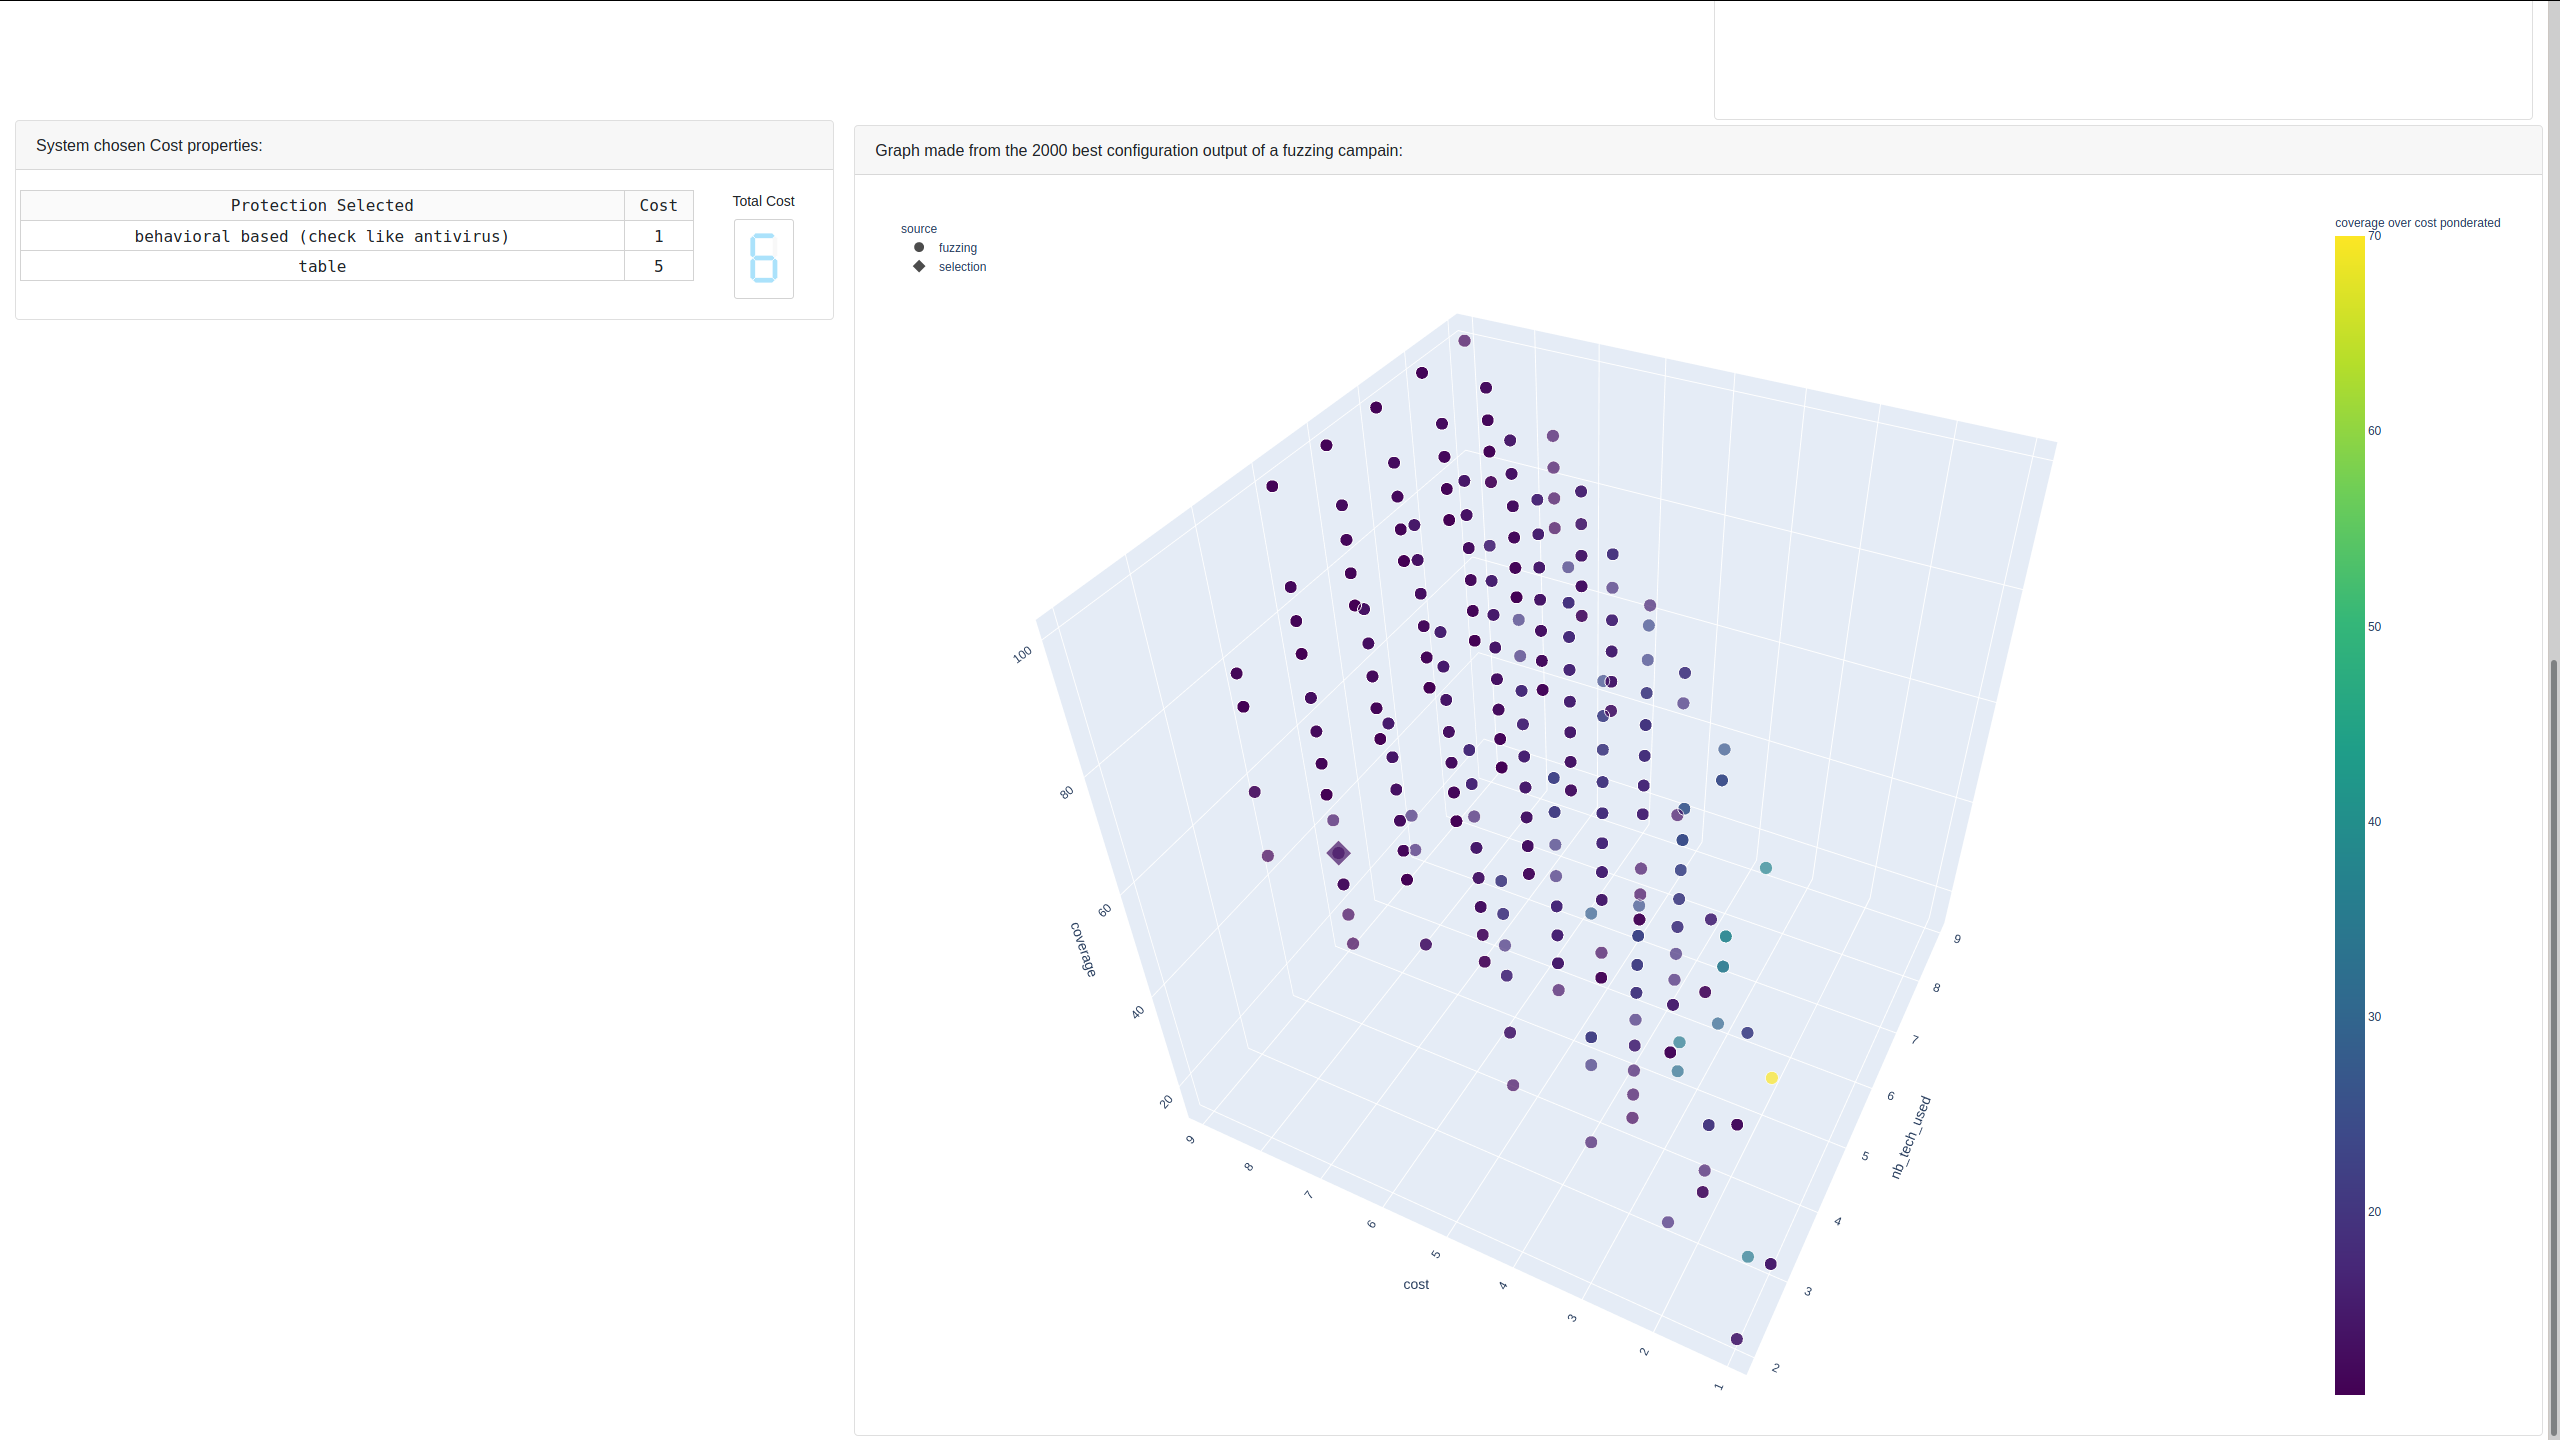 System chosen Cost properties:
Protection Selected Cost
behavioral based (check like antivirus) 1
table 5
Total Cost
6
Graph made from the 2000 best configuration output of a fuzzing campain:
source
fuzzing
selection
coverage over cost ponderated
70
60
50
40
30
20
100
80
60
40
20
coverage
9
8
7
6
5
4
3
2
1
cost
9
8
7
6
5
4
3
2
nb_tech_used